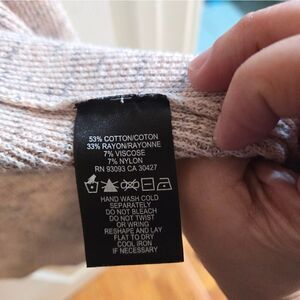 53% COTTON/COTON
33% RAYON/RAYONNE
7% VISCOSE
7% NYLON
RN 93093 CA 30427
HAND WASH COLD
SEPARATELY
DO NOT BLEACH
DO NOT TWIST
OR WRING
RESHAPE AND LAY
FLAT TO DRY
COOL IRON
IF NECESSARY